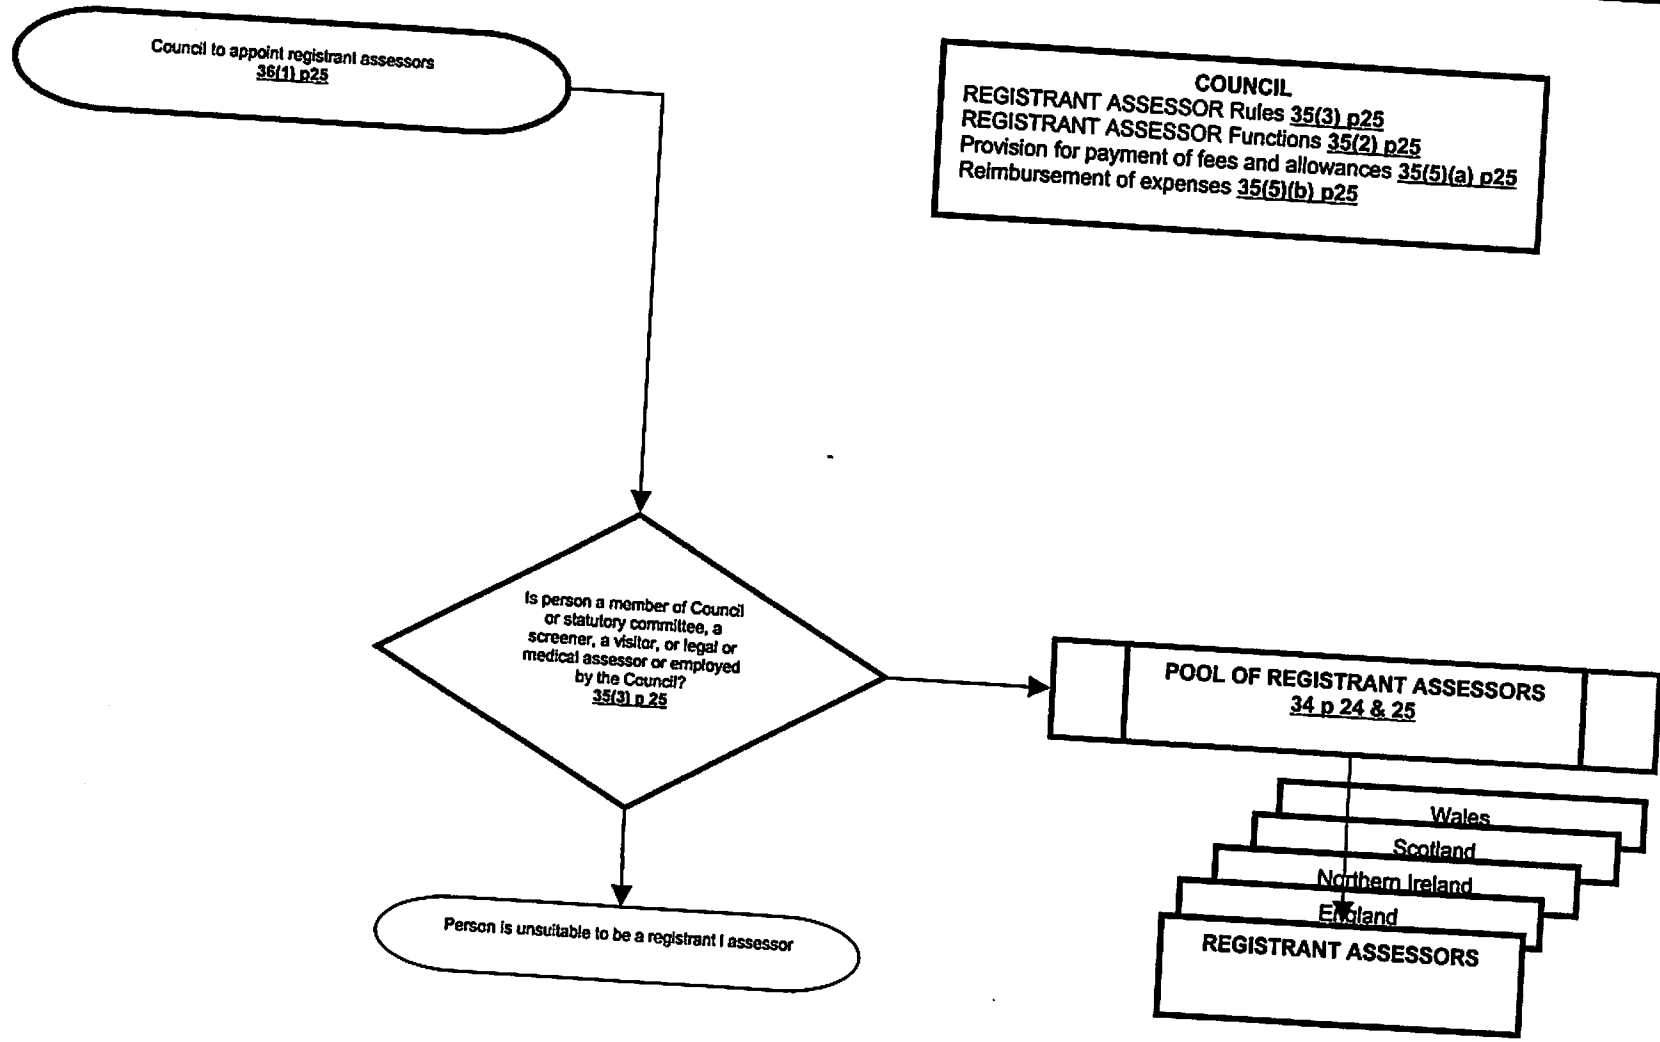 Council to appoint registrant assessors
36(1) p25
COUNCIL
REGISTRANT ASSESSOR Rules 35(3) p25
REGISTRANT ASSESSOR Functions 35(2) p25
Provision for payment of fees and allowances 35(5)(a) p25
Reimbursement of expenses 35(5)(b) p25
Is person a member of Council
or statutory committee, a
screener, a visitor, or legal or
medical assessor or employed
by the Council?
35(3) p 25
POOL OF REGISTRANT ASSESSORS
34 p 24 & 25
Wales
Scotland
Northern Ireland
England
REGISTRANT ASSESSORS
Person is unsuitable to be a registrant l assessor